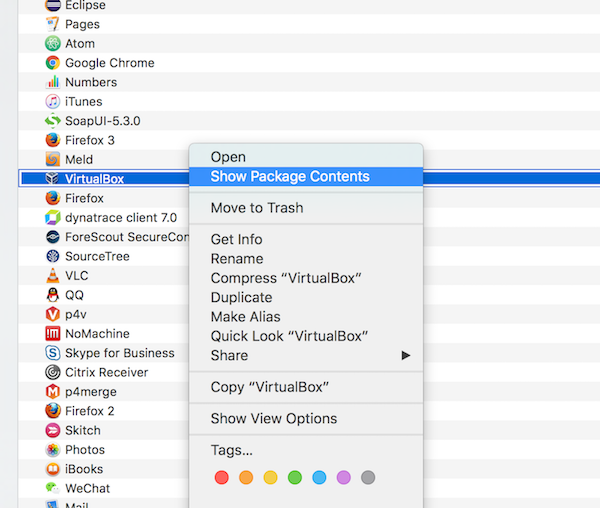 Eclipse
Pages
Atom
Google Chrome
Numbers
iTunes
SoapUI-5.3.0
Firefox 3
Meld
VirtualBox
Firefox
dynatrace client 7.0
ForeScout SecureCon
SourceTree
VLC
QQ
p4v
NoMachine
Skype for Business
Citrix Receiver
p4merge
Firefox 2
Skitch
Photos
iBooks
WeChat
Mail
Open
Show Package Contents
Move to Trash
Get Info
Rename
Compress “VirtualBox”
Duplicate
Make Alias
Quick Look “VirtualBox”
Share
Copy “VirtualBox”
Show View Options
Tags...